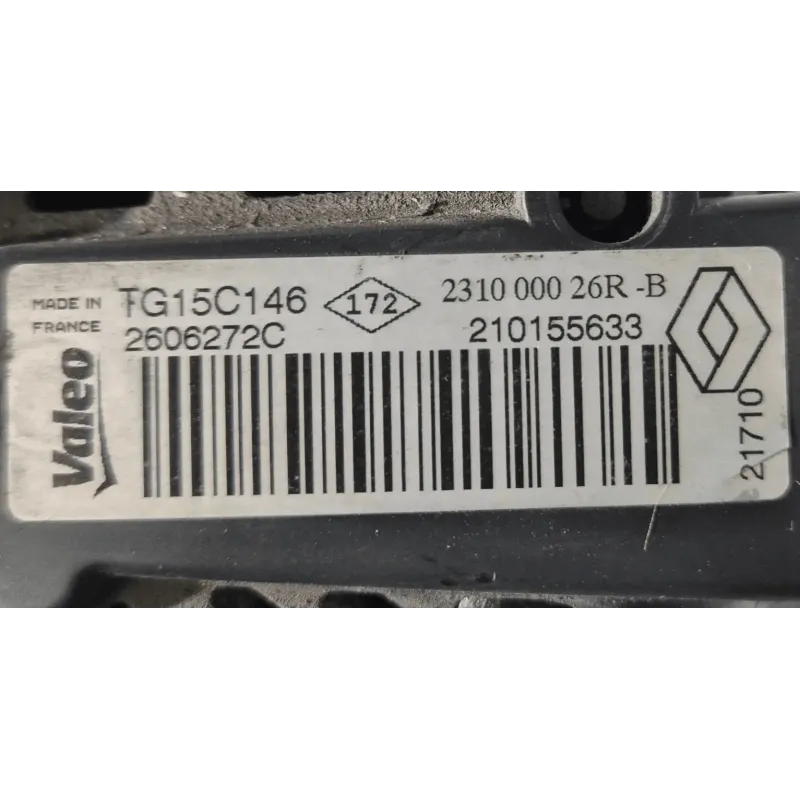 MADE IN
FRANCE
Valeo
TG15C146
172
2310 000 26R -B
2606272C
210155633
21710